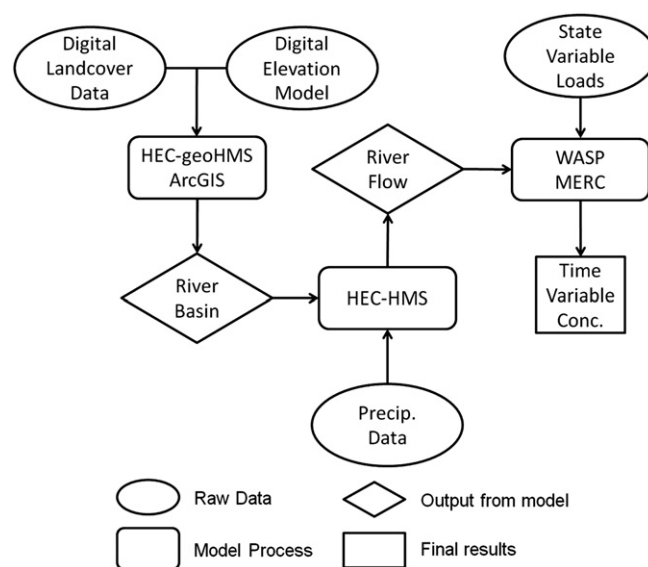 Digital
Landcover
Data
Digital
Elevation
Model
State
Variable
Loads
HEC-geoHMS
ArcGIS
River
Flow
WASP
MERC
River
Basin
HEC-HMS
Time
Variable
Conc.
Precip.
Data
Raw Data
Output from model
Model Process
Final results